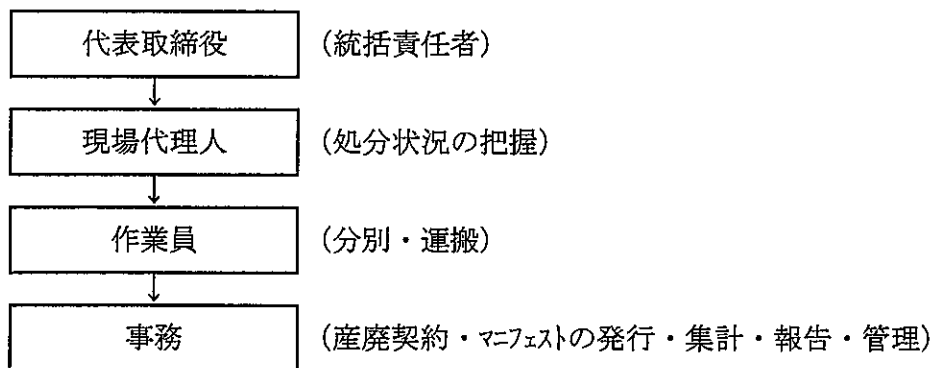 代表取締役 (統括責任者)
現場代理人 (処分状況の把握)
作業員 (分別・運搬)
事務 (産廃契約・マニフェストの発行・集計・報告・管理)